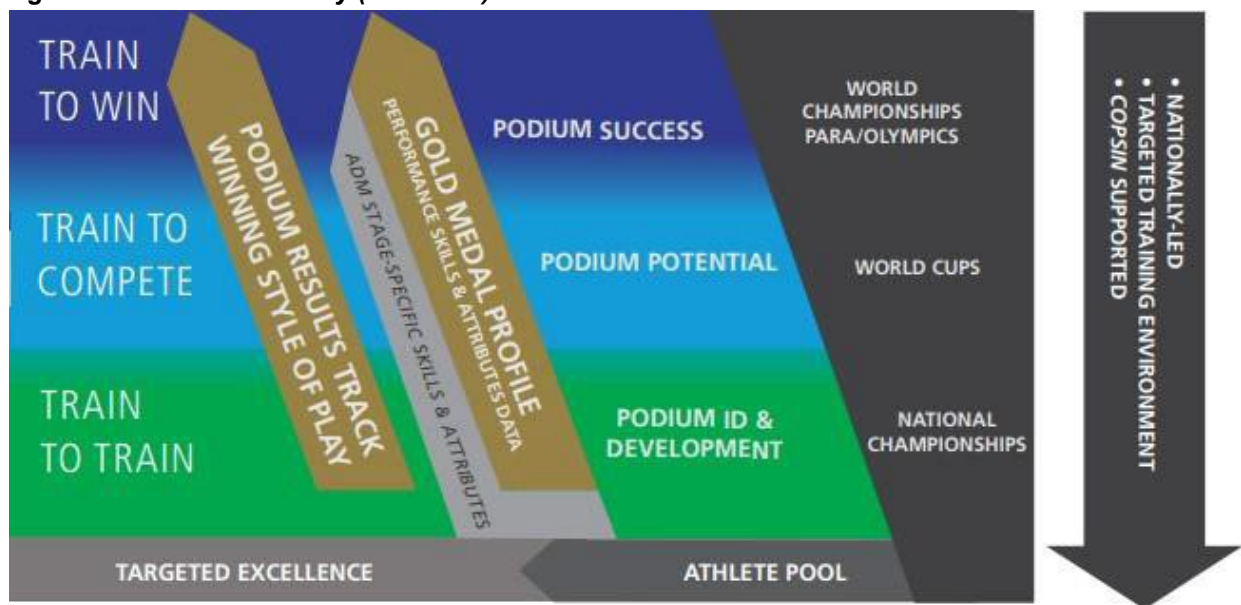 TRAIN
TO WIN
TRAIN TO
COMPETE
TRAIN
TO TRAIN
PODIUM RESULTS TRACK
WINNING STYLE OF PLAY
GOLD MEDAL PROFILE
PERFORMANCE SKILLS & ATTRIBUTES DATA
ADM STAGE-SPECIFIC SKILLS & ATTRIBUTES
PODIUM SUCCESS
PODIUM POTENTIAL
PODIUM ID &
DEVELOPMENT
WORLD
CHAMPIONSHIPS
PARA/OLYMPICS
WORLD CUPS
NATIONAL
CHAMPIONSHIPS
• NATIONALLY-LED
• TARGETED TRAINING ENVIRONMENT
• COPSIN SUPPORTED
TARGETED EXCELLENCE
ATHLETE POOL